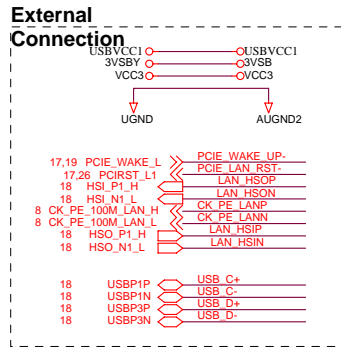 External
Connection
USBVCC1 USBVCC1
3VSBY 3VSB
VCC3 VCC3
UGND AUGND2
17,19 PCIE_WAKE_L PCIE_WAKE_UP-
17,26 PCIRST_L1 PCIE_LAN_RST-
18 HSI_P1_H LAN_HSOP
18 HSI_N1_L LAN_HSON
8 CK_PE_100M_LAN_H CK_PE_LANP
8 CK_PE_100M_LAN_L CK_PE_LANN
18 HSO_P1_H LAN_HSIP
18 HSO_N1_L LAN_HSIN
18 USBP1P USB_C+
18 USBP1N USB_C-
18 USBP3P USB_D+
18 USBP3N USB_D-